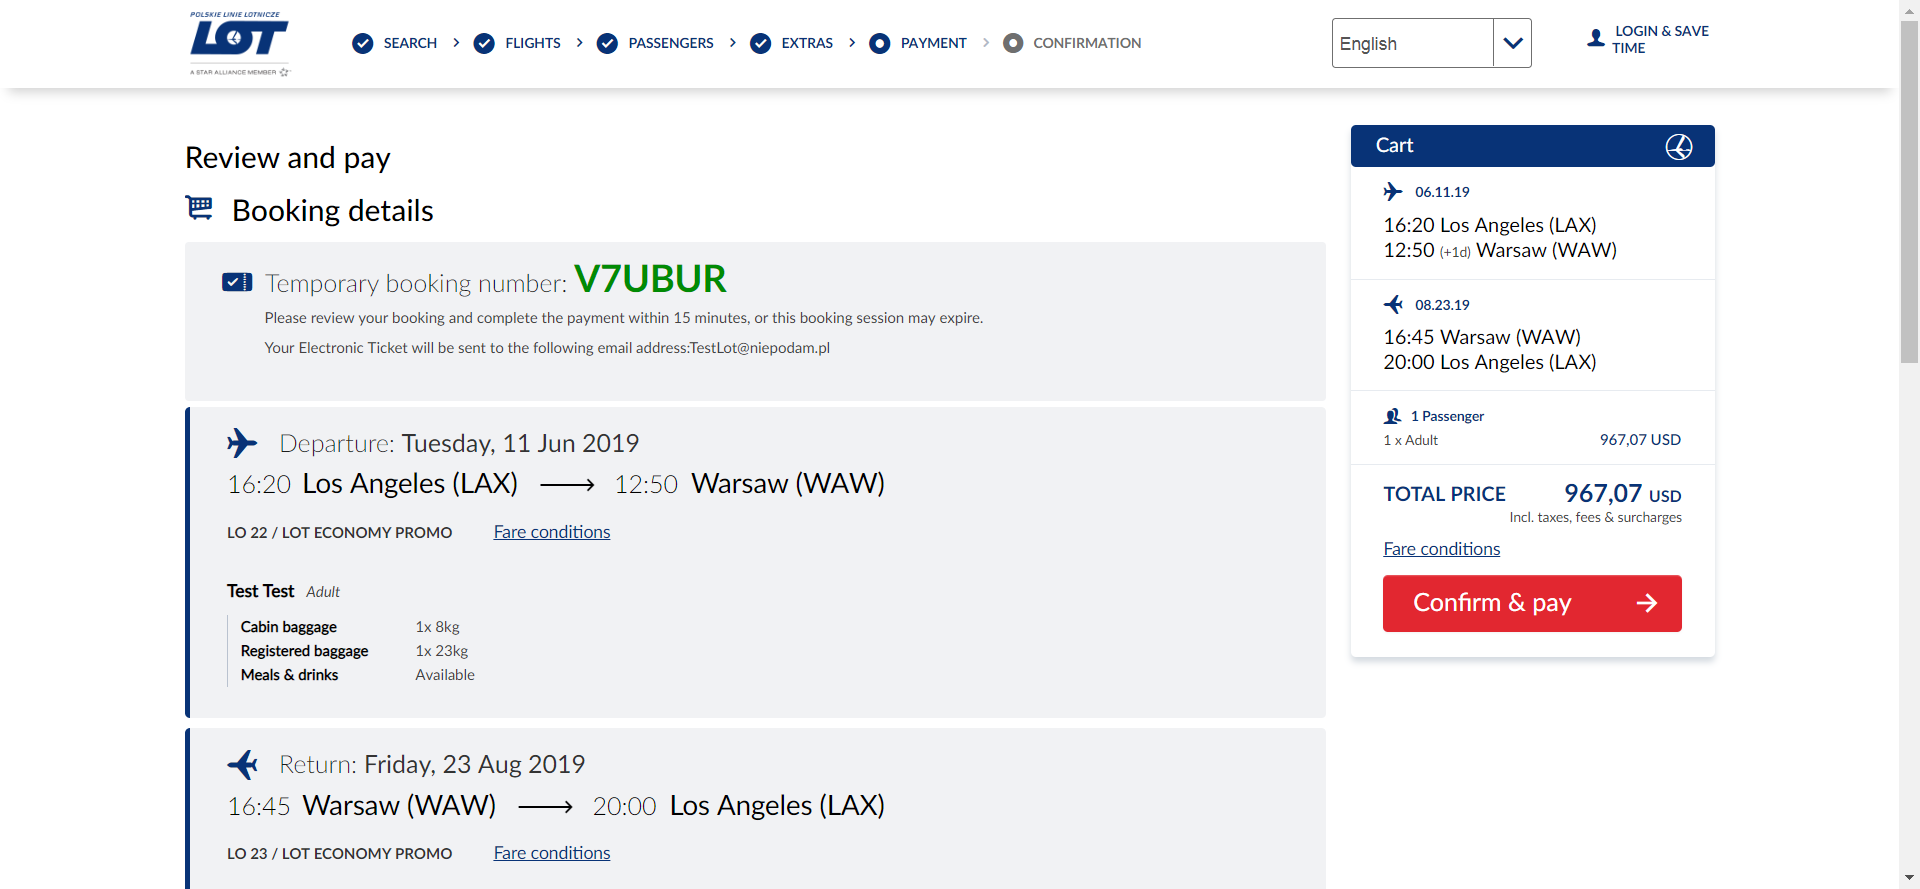 POLSKIE LINIE LOTNICZE
LOT
A STAR ALLIANCE MEMBER
SEARCH
FLIGHTS
PASSENGERS
EXTRAS
PAYMENT
CONFIRMATION
English
LOGIN & SAVE
TIME
Review and pay
Booking details
Temporary booking number: V7UBUR
Please review your booking and complete the payment within 15 minutes, or this booking session may expire.
Your Electronic Ticket will be sent to the following email address:TestLot@niepodam.pl
Departure: Tuesday, 11 Jun 2019
16:20 Los Angeles (LAX) 12:50 Warsaw (WAW)
LO 22 / LOT ECONOMY PROMO Fare conditions
Test Test Adult
Cabin baggage 1x 8kg
Registered baggage 1x 23kg
Meals & drinks Available
Return: Friday, 23 Aug 2019
16:45 Warsaw (WAW) 20:00 Los Angeles (LAX)
LO 23 / LOT ECONOMY PROMO Fare conditions
Cart
06.11.19
16:20 Los Angeles (LAX)
12:50 (+1d) Warsaw (WAW)
08.23.19
16:45 Warsaw (WAW)
20:00 Los Angeles (LAX)
1 Passenger
1 x Adult 967,07 USD
TOTAL PRICE 967,07 USD
Incl. taxes, fees & surcharges
Fare conditions
Confirm & pay